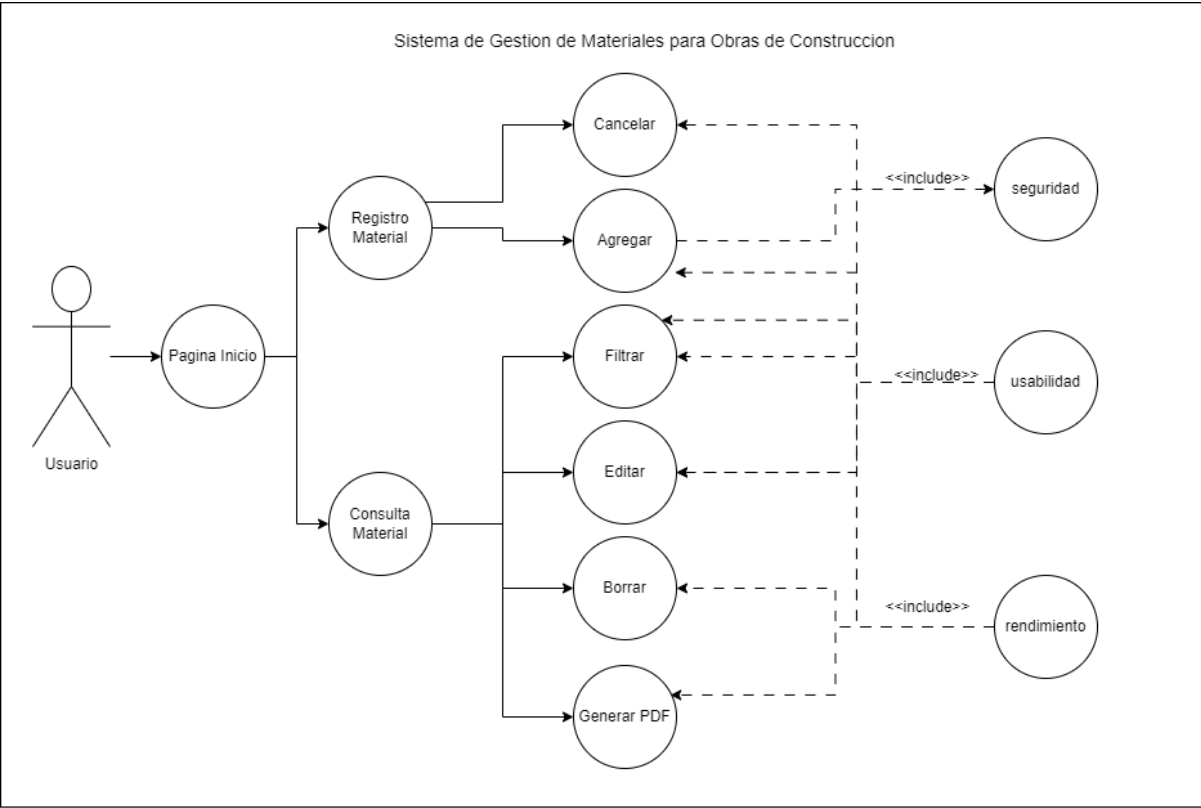 Sistema de Gestion de Materiales para Obras de Construccion
Cancelar
<<include>>
seguridad
Registro
Material
Agregar
Pagina Inicio
Filtrar
<<include>>
usabilidad
Usuario
Editar
Consulta
Material
Borrar
<<include>>
rendimiento
Generar PDF